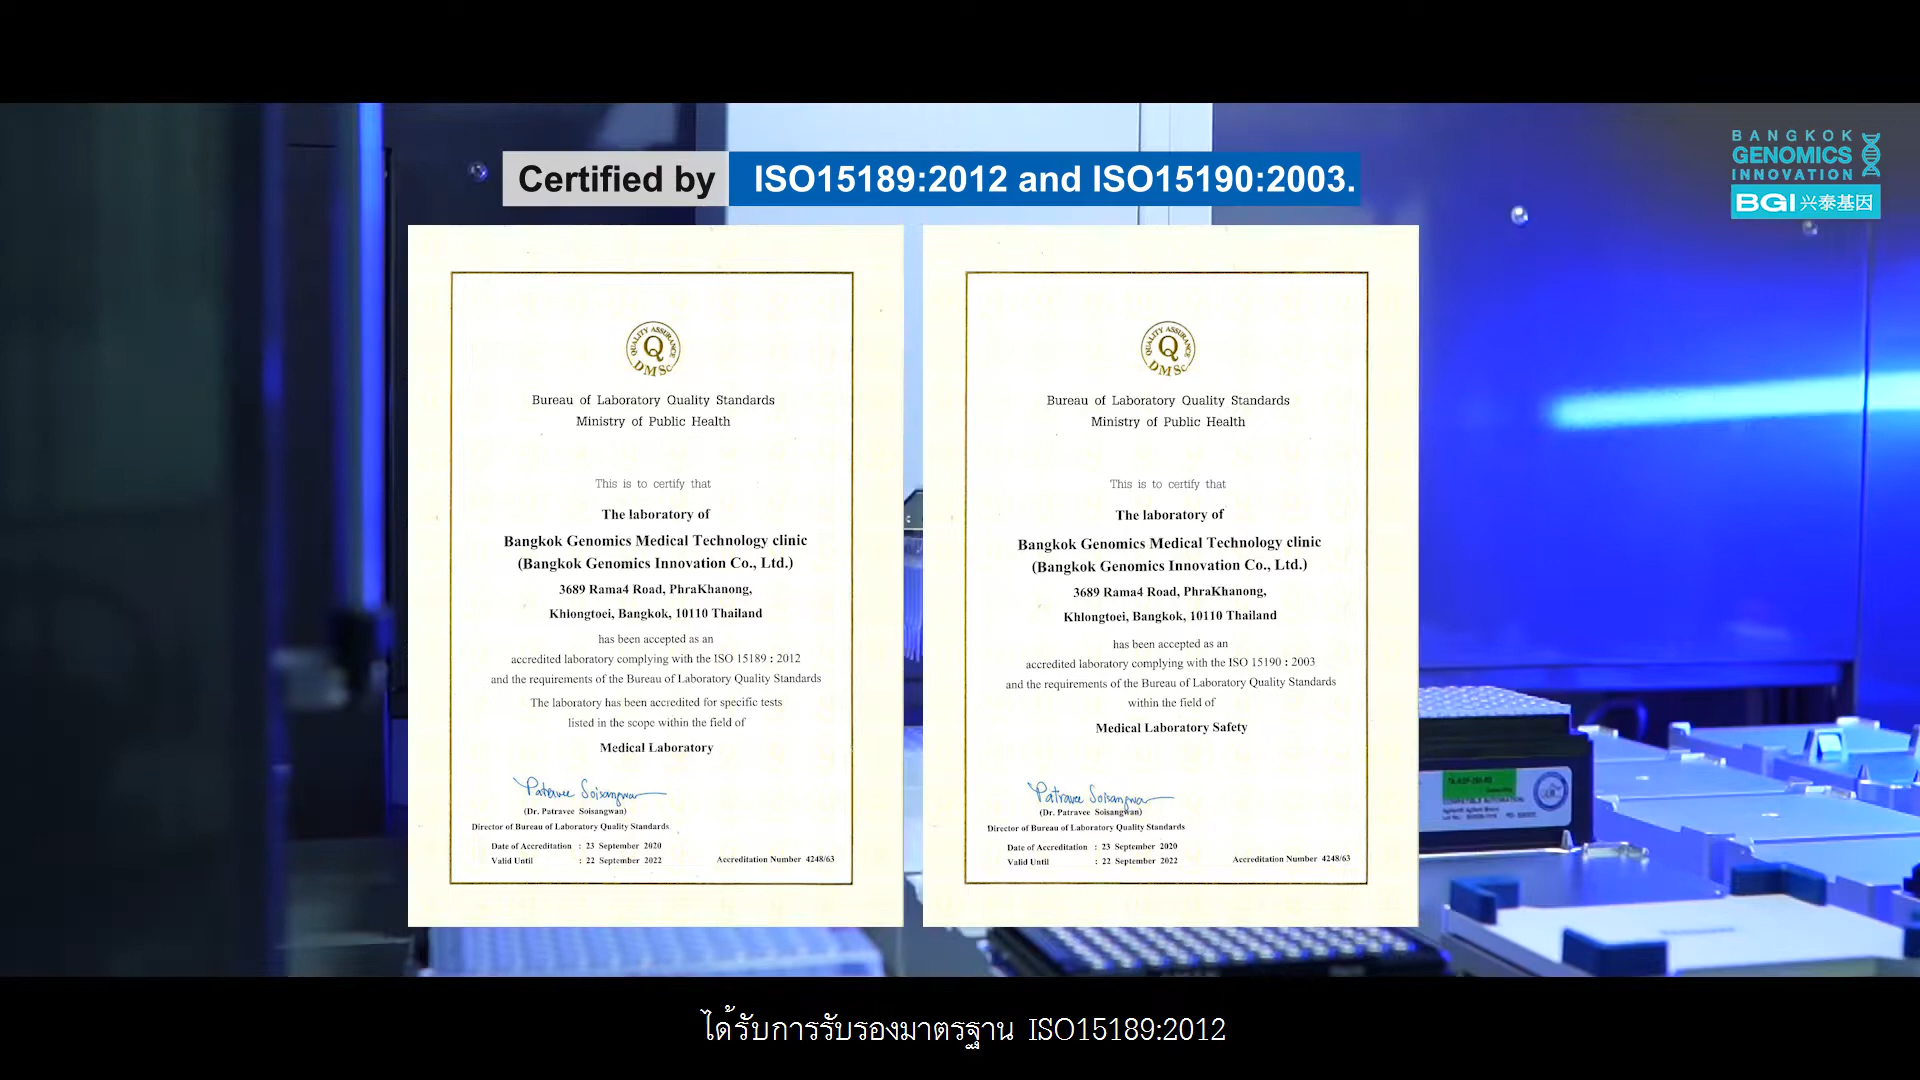 BANGKOK
GENOMICS
INNOVATION
BGI 兴泰基因
Certified by ISO15189:2012 and ISO15190:2003.
QUALITY ASSURANCE
Q
DMSc
Bureau of Laboratory Quality Standards
Ministry of Public Health
This is to certify that
The laboratory of
Bangkok Genomics Medical Technology clinic
(Bangkok Genomics Innovation Co., Ltd.)
3689 Rama4 Road, PhraKhanong,
Khlongtoei, Bangkok, 10110 Thailand
has been accepted as an
accredited laboratory complying with the ISO 15189 : 2012
and the requirements of the Bureau of Laboratory Quality Standards
The laboratory has been accredited for specific tests
listed in the scope within the field of
Medical Laboratory
Patravee Soisangwan
(Dr. Patravee Soisangwan)
Director of Bureau of Laboratory Quality Standards
Date of Accreditation : 23 September 2020
Valid Until : 22 September 2022
Accreditation Number 4248/63
QUALITY ASSURANCE
Q
DMSc
Bureau of Laboratory Quality Standards
Ministry of Public Health
This is to certify that
The laboratory of
Bangkok Genomics Medical Technology clinic
(Bangkok Genomics Innovation Co., Ltd.)
3689 Rama4 Road, PhraKhanong,
Khlongtoei, Bangkok, 10110 Thailand
has been accepted as an
accredited laboratory complying with the ISO 15190 : 2003
and the requirements of the Bureau of Laboratory Quality Standards
within the field of
Medical Laboratory Safety
Patravee Soisangwan
(Dr. Patravee Soisangwan)
Director of Bureau of Laboratory Quality Standards
Date of Accreditation : 23 September 2020
Valid Until : 22 September 2022
Accreditation Number 4248/63
ได้รับการรับรองมาตรฐาน ISO15189:2012